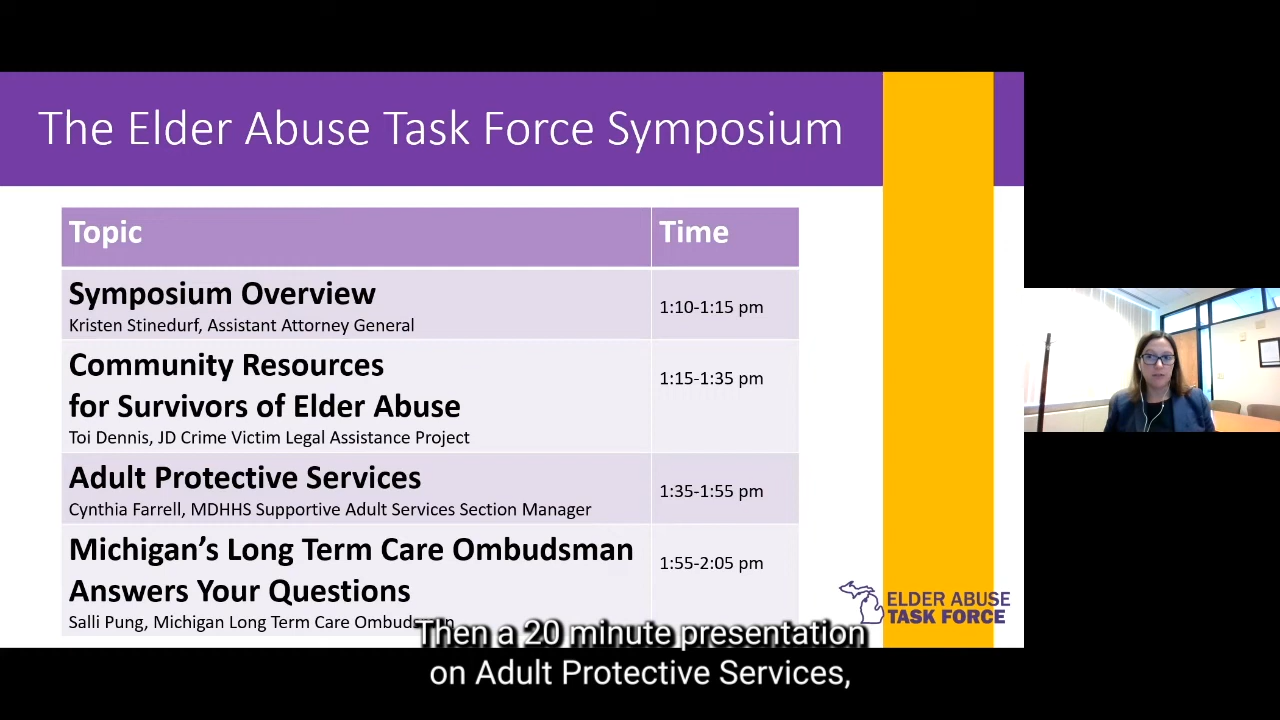 The Elder Abuse Task Force Symposium
Topic
Time
Symposium Overview
Kristen Stinedurf, Assistant Attorney General
1:10-1:15 pm
Community Resources
for Survivors of Elder Abuse
Toi Dennis, JD Crime Victim Legal Assistance Project
1:15-1:35 pm
Adult Protective Services
Cynthia Farrell, MDHHS Supportive Adult Services Section Manager
1:35-1:55 pm
Michigan's Long Term Care Ombudsman
Answers Your Questions
Salli Pung, Michigan Long Term Care Ombudsman
1:55-2:05 pm
ELDER ABUSE
TASK FORCE
Then a 20 minute presentation
on Adult Protective Services,